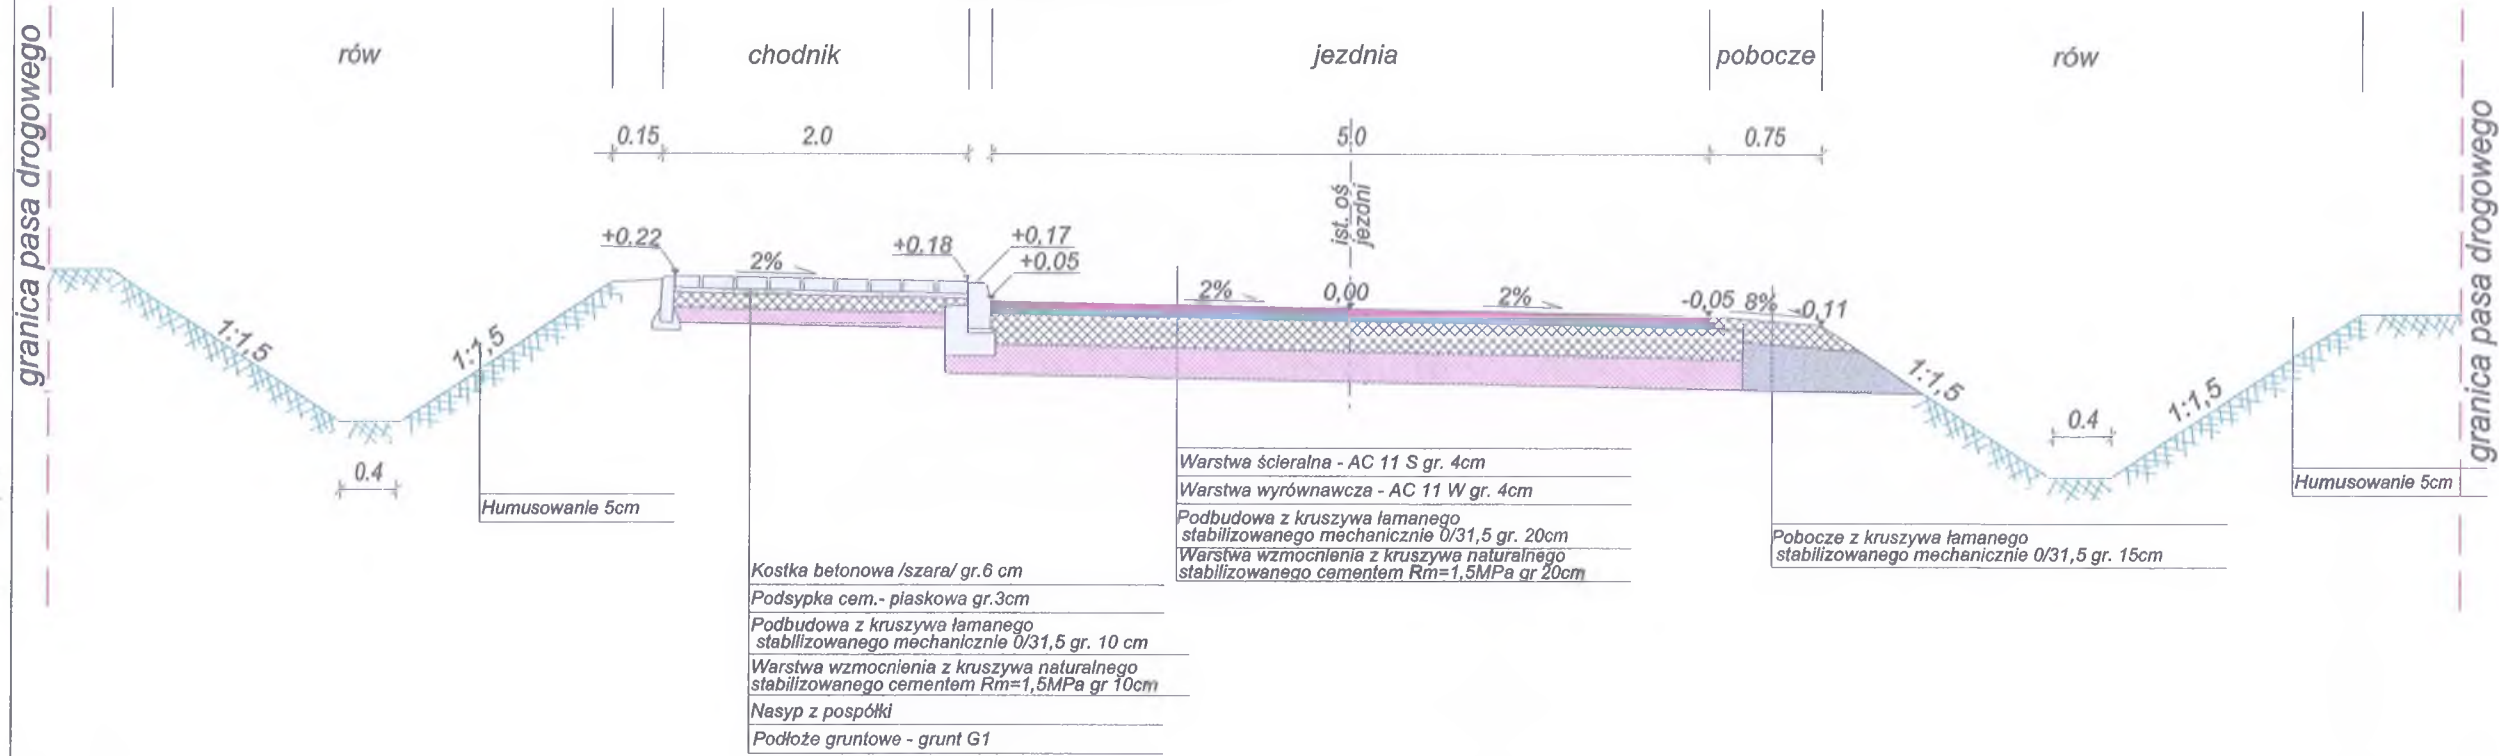 granica pasa drogowego
rów
chodnik
jezdnia
pobocze
rów
granica pasa drogowego
0.15
2.0
5.0
0.75
ist. oś
jezdni
+0.22
2%
+0.18
+0.17
+0.05
2%
0,00
2%
-0,05
8%
-0,11
1:1,5
1:1,5
1:1,5
1:1,5
0.4
0.4
Humusowanie 5cm
Humusowanie 5cm
Warstwa ścieralna - AC 11 S gr. 4cm
Warstwa wyrównawcza - AC 11 W gr. 4cm
Podbudowa z kruszywa łamanego
stabilizowanego mechanicznie 0/31,5 gr. 20cm
Warstwa wzmocnienia z kruszywa naturalnego
stabilizowanego cementem Rm=1,5MPa gr 20cm
Pobocze z kruszywa łamanego
stabilizowanego mechanicznie 0/31,5 gr. 15cm
Kostka betonowa /szara/ gr.6 cm
Podsypka cem.- piaskowa gr.3cm
Podbudowa z kruszywa łamanego
stabilizowanego mechanicznie 0/31,5 gr. 10 cm
Warstwa wzmocnienia z kruszywa naturalnego
stabilizowanego cementem Rm=1,5MPa gr 10cm
Nasyp z pospółki
Podłoże gruntowe - grunt G1